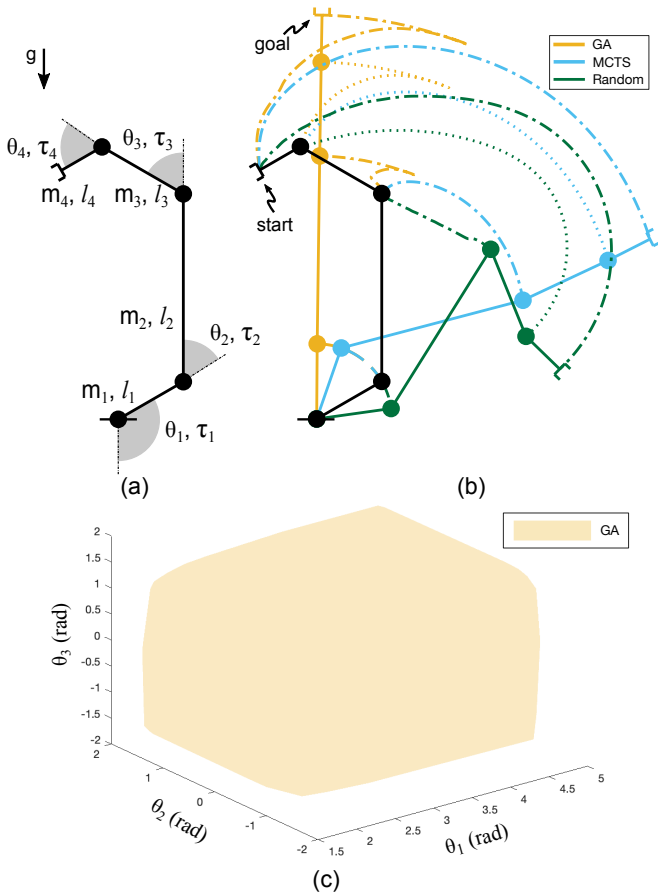 g
θ4, τ4
θ3, τ3
m4, l4
m3, l3
m2, l2
θ2, τ2
m1, l1
θ1, τ1
(a)
goal
start
GA
MCTS
Random
(b)
2
1.5
1
0.5
0
-0.5
-1
-1.5
-2
θ3 (rad)
2
1
0
-1
-2
θ2 (rad)
1.5
2
2.5
3
3.5
4
4.5
5
θ1 (rad)
GA
(c)